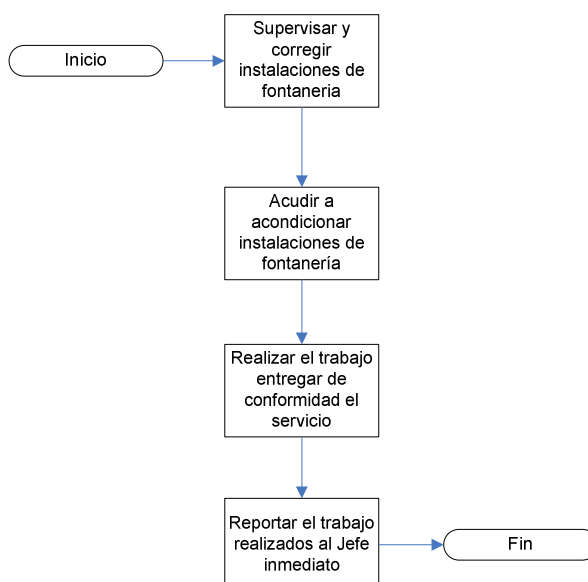 Inicio
Supervisar y
corregir
instalaciones de
fontaneria
Acudir a
acondicionar
instalaciones de
fontanería
Realizar el trabajo
entregar de
conformidad el
servicio
Reportar el trabajo
realizados al Jefe
inmediato
Fin